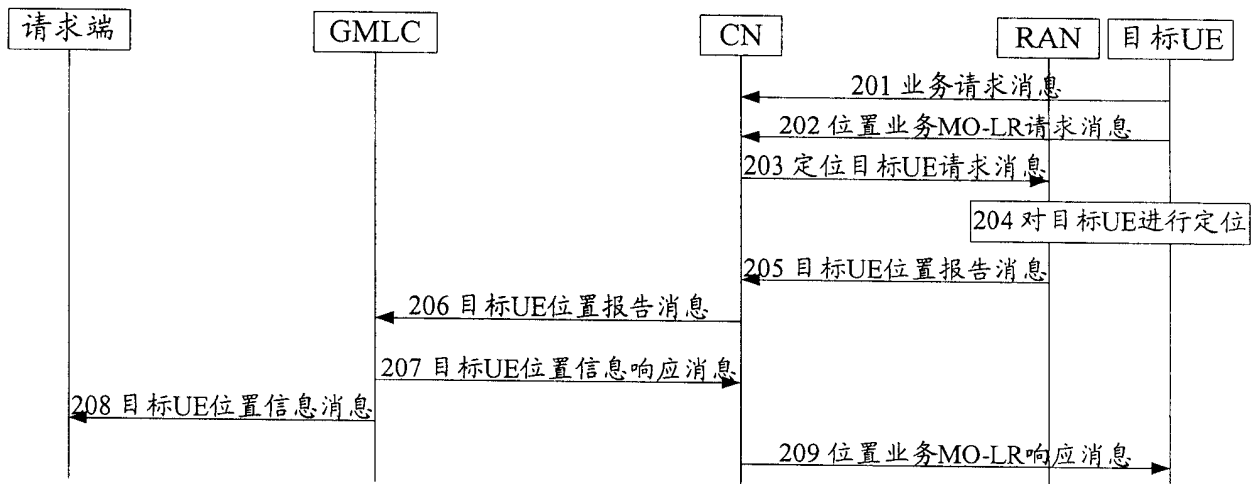 请求端
GMLC
CN
RAN
目标UE
201 业务请求消息
202 位置业务MO-LR请求消息
203 定位目标UE请求消息
204 对目标UE进行定位
205 目标UE位置报告消息
206 目标UE位置报告消息
207 目标UE位置信息响应消息
208 目标UE位置信息消息
209 位置业务MO-LR响应消息